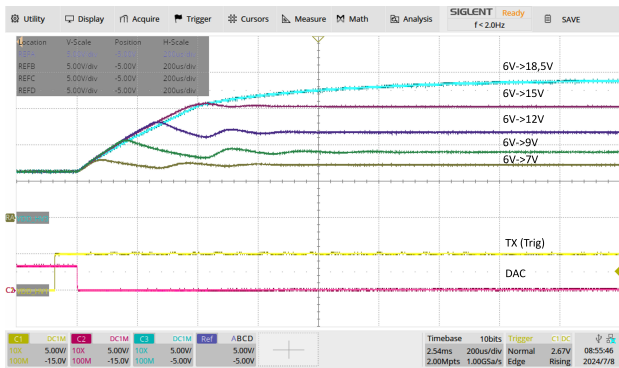 Utility Display Acquire Trigger Cursors Measure Math Analysis SIGLENT Ready f < 2.0Hz SAVE
Location V-Scale Position H-Scale
REFB 5.00V/div -5.00V 200us/div
REFC 5.00V/div -5.00V 200us/div
REFD 5.00V/div -5.00V 200us/div
6V->18,5V
6V->15V
6V->12V
6V->9V
6V->7V
TX (Trig)
DAC
C2
C1 DC1M C2 DC1M C3 DC1M Ref ABCD Timebase 10bits Trigger C1 DC
10X 5.00V/ 10X 5.00V/ 10X 5.00V/ 5.00V/ 2.54ms 200us/div Normal 2.67V 08:55:46
100M -15.0V 100M -15.0V 100M -5.00V -5.00V 2.00Mpts 1.00GSa/s Edge Rising 2024/7/8